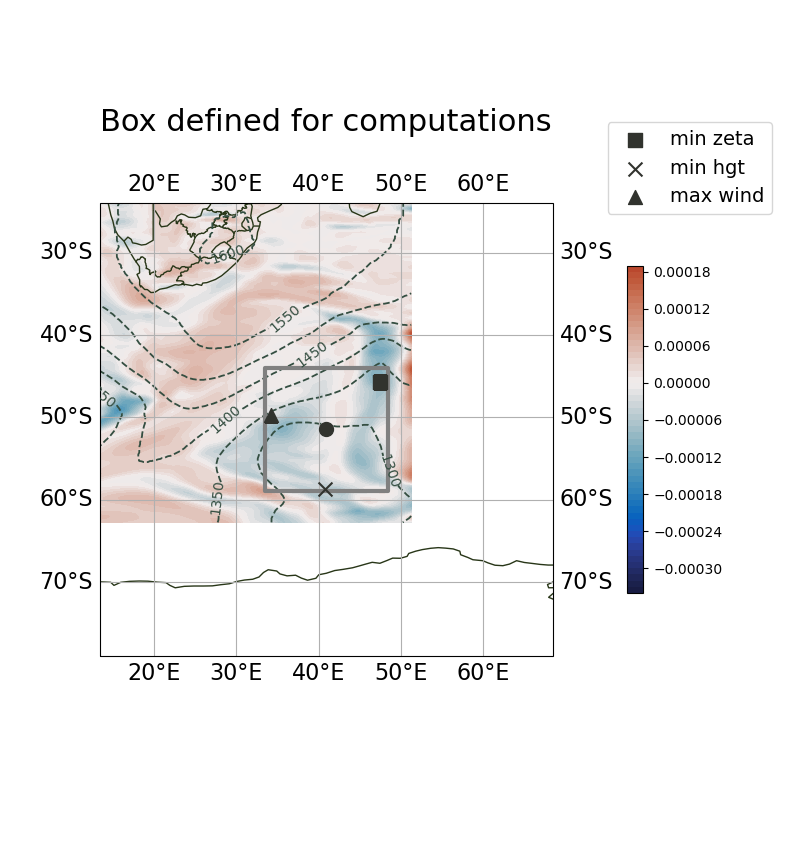 Box defined for computations
min zeta
min hgt
max wind
20°E 30°E 40°E 50°E 60°E
30°S 30°S
40°S 40°S
50°S 50°S
60°S 60°S
70°S 70°S
20°E 30°E 40°E 50°E 60°E
1600
1550
1450
1400
1350
1300
50
0.00018
0.00012
0.00006
0.00000
−0.00006
−0.00012
−0.00018
−0.00024
−0.00030